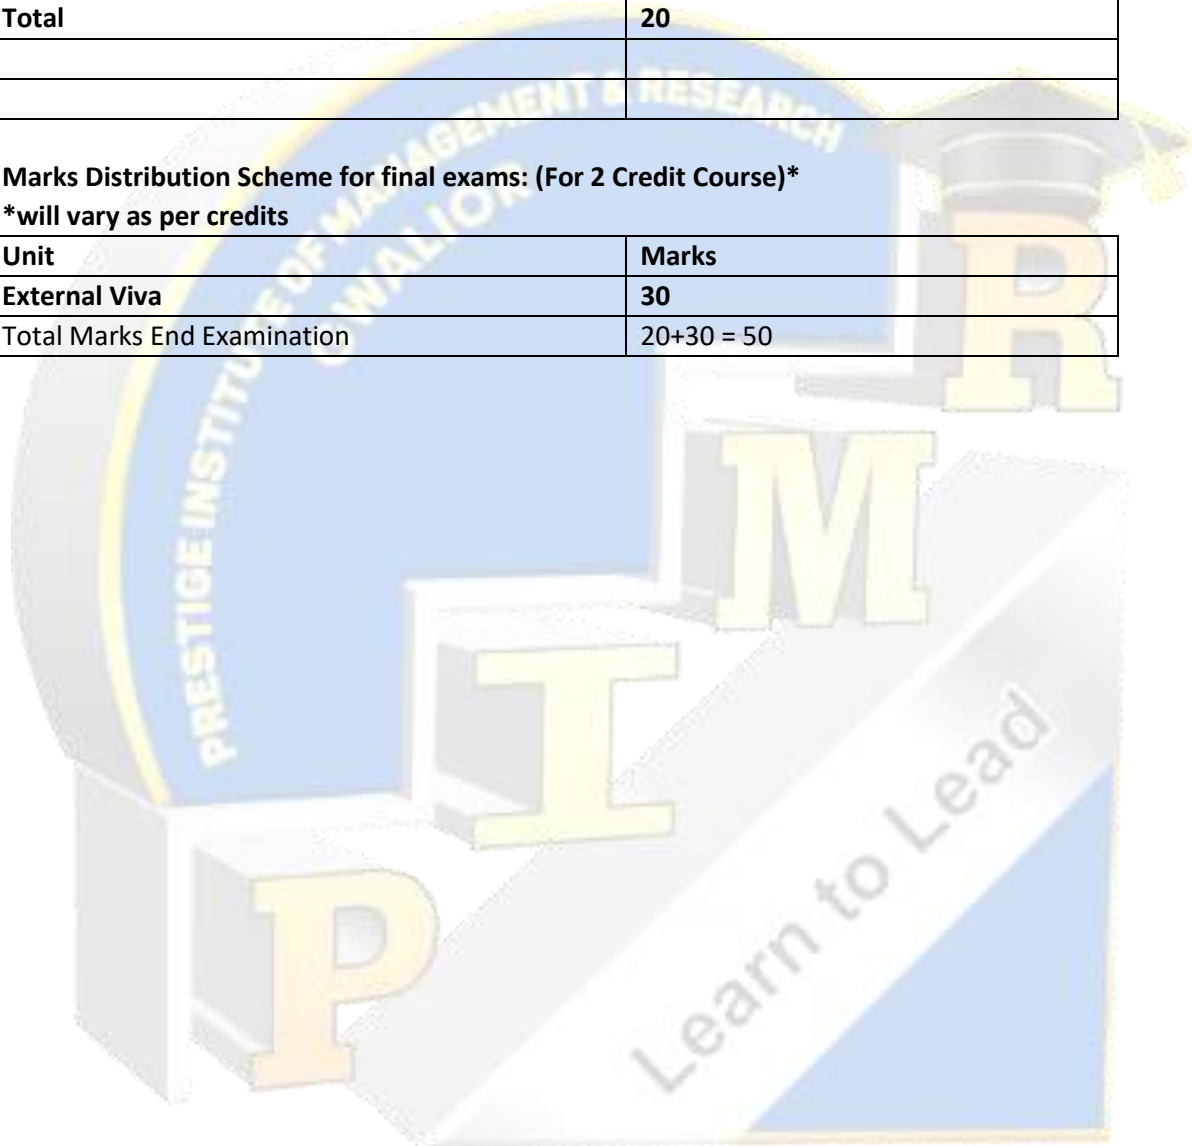 Total 20
Marks Distribution Scheme for final exams: (For 2 Credit Course)*
*will vary as per credits
Unit Marks
External Viva 30
Total Marks End Examination 20+30 = 50
PRESTIGE INSTITUTE OF MANAGEMENT & RESEARCH
GWALIOR
R
M
I
P
Learn to Lead